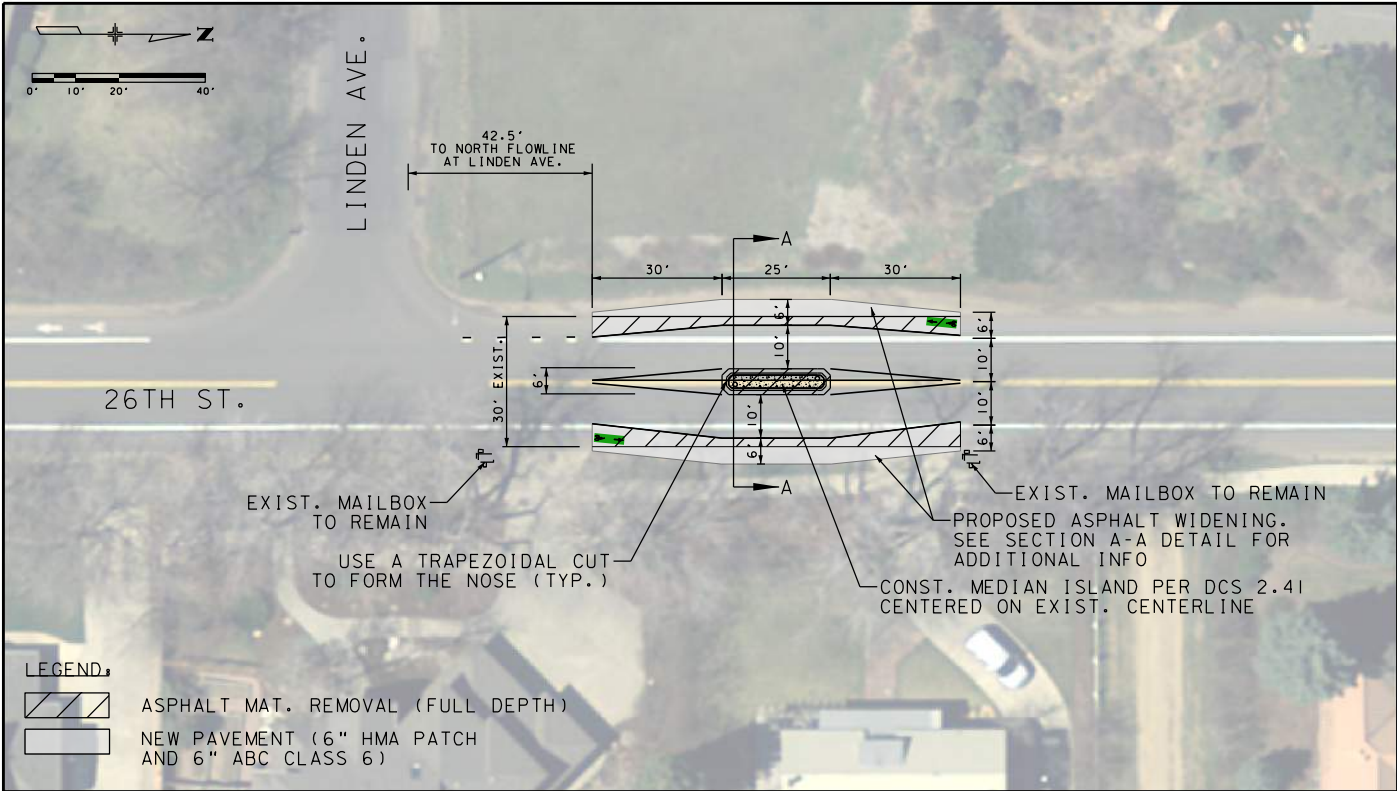 N
0' 10' 20' 40'
LINDEN AVE.
42.5'
TO NORTH FLOWLINE
AT LINDEN AVE.
A
30' 25' 30'
6'
6'
10'
10'
30' EXIST.
6'
10'
10'
6'
6'
26TH ST.
A
EXIST. MAILBOX
TO REMAIN
EXIST. MAILBOX TO REMAIN
PROPOSED ASPHALT WIDENING.
SEE SECTION A-A DETAIL FOR
ADDITIONAL INFO
USE A TRAPEZOIDAL CUT
TO FORM THE NOSE (TYP.)
CONST. MEDIAN ISLAND PER DCS 2.41
CENTERED ON EXIST. CENTERLINE
LEGEND:
ASPHALT MAT. REMOVAL (FULL DEPTH)
NEW PAVEMENT (6" HMA PATCH
AND 6" ABC CLASS 6)